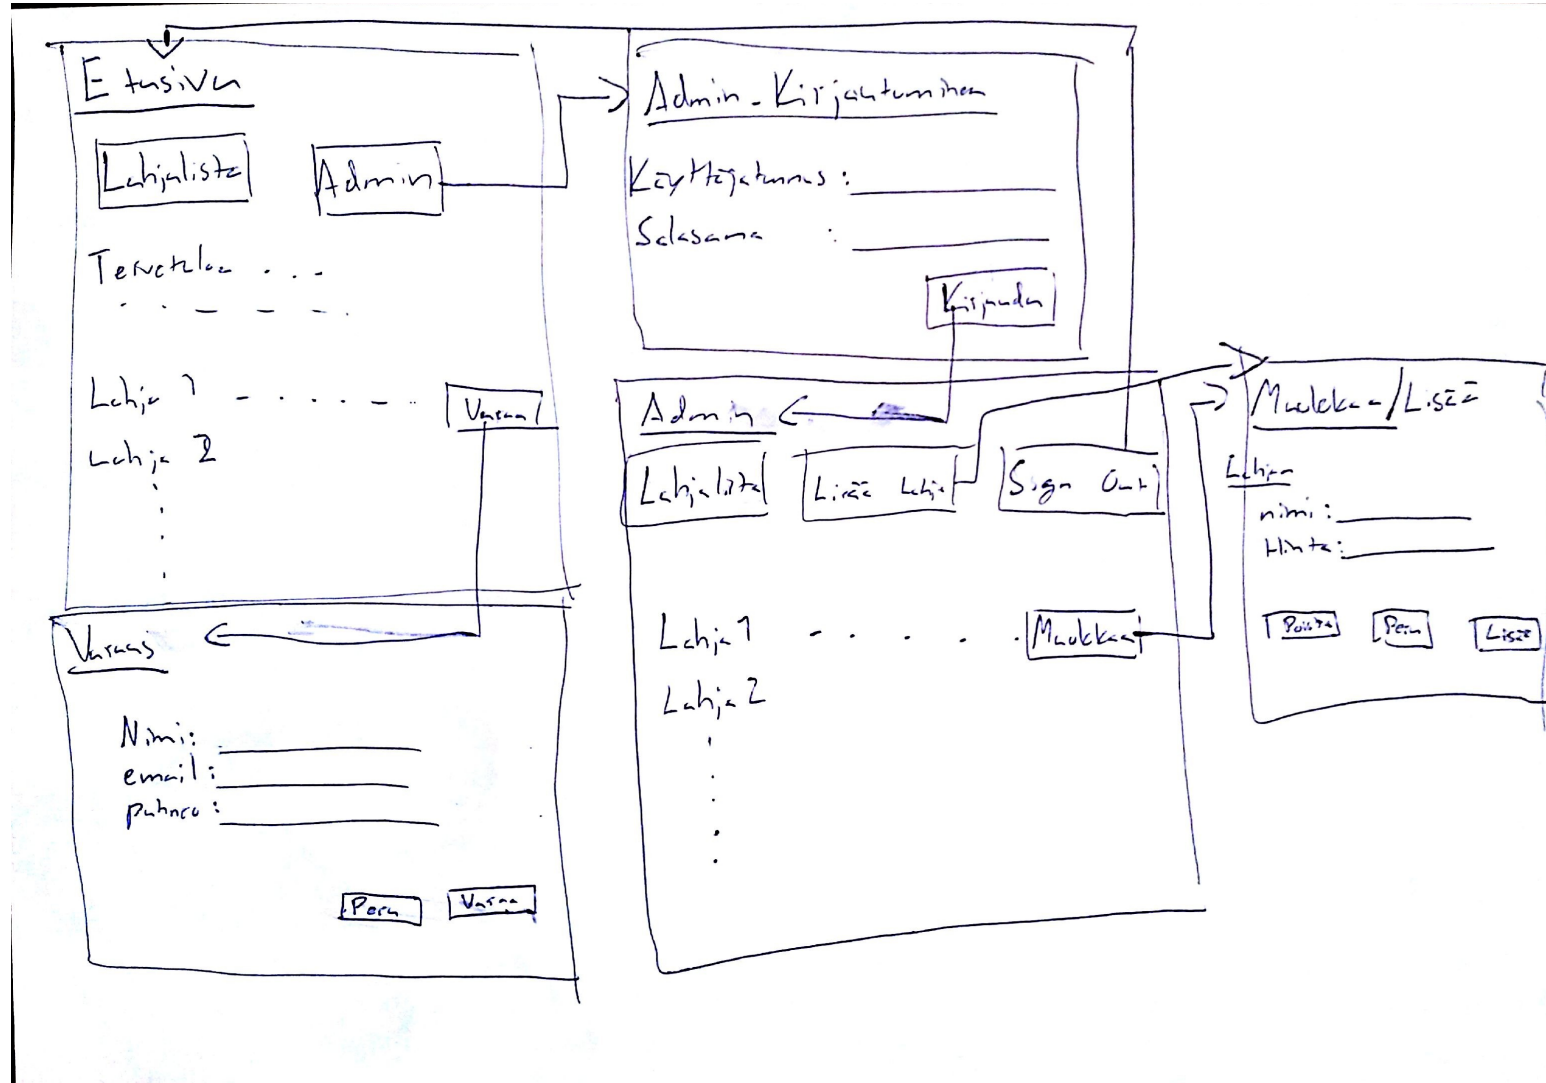 Etusivu
Lahjalista Admin
Tervetuloa . . .
Lahja 1 - . . . . - . Varaa
Lahja 2
Varaus
Nimi:
email:
puhnro:
Peru Varaa
Admin-Kirjautuminen
Käyttäjätunnus :
Salasana :
Kirjaudu
Admin
Lahjalista Lisää Lahja Sign Out
Lahja 1 - . . . . . Muokkaa
Lahja 2
Muokkaa/Lisää
Lahjan
nimi:
Hinta:
Poista Peru Lisää